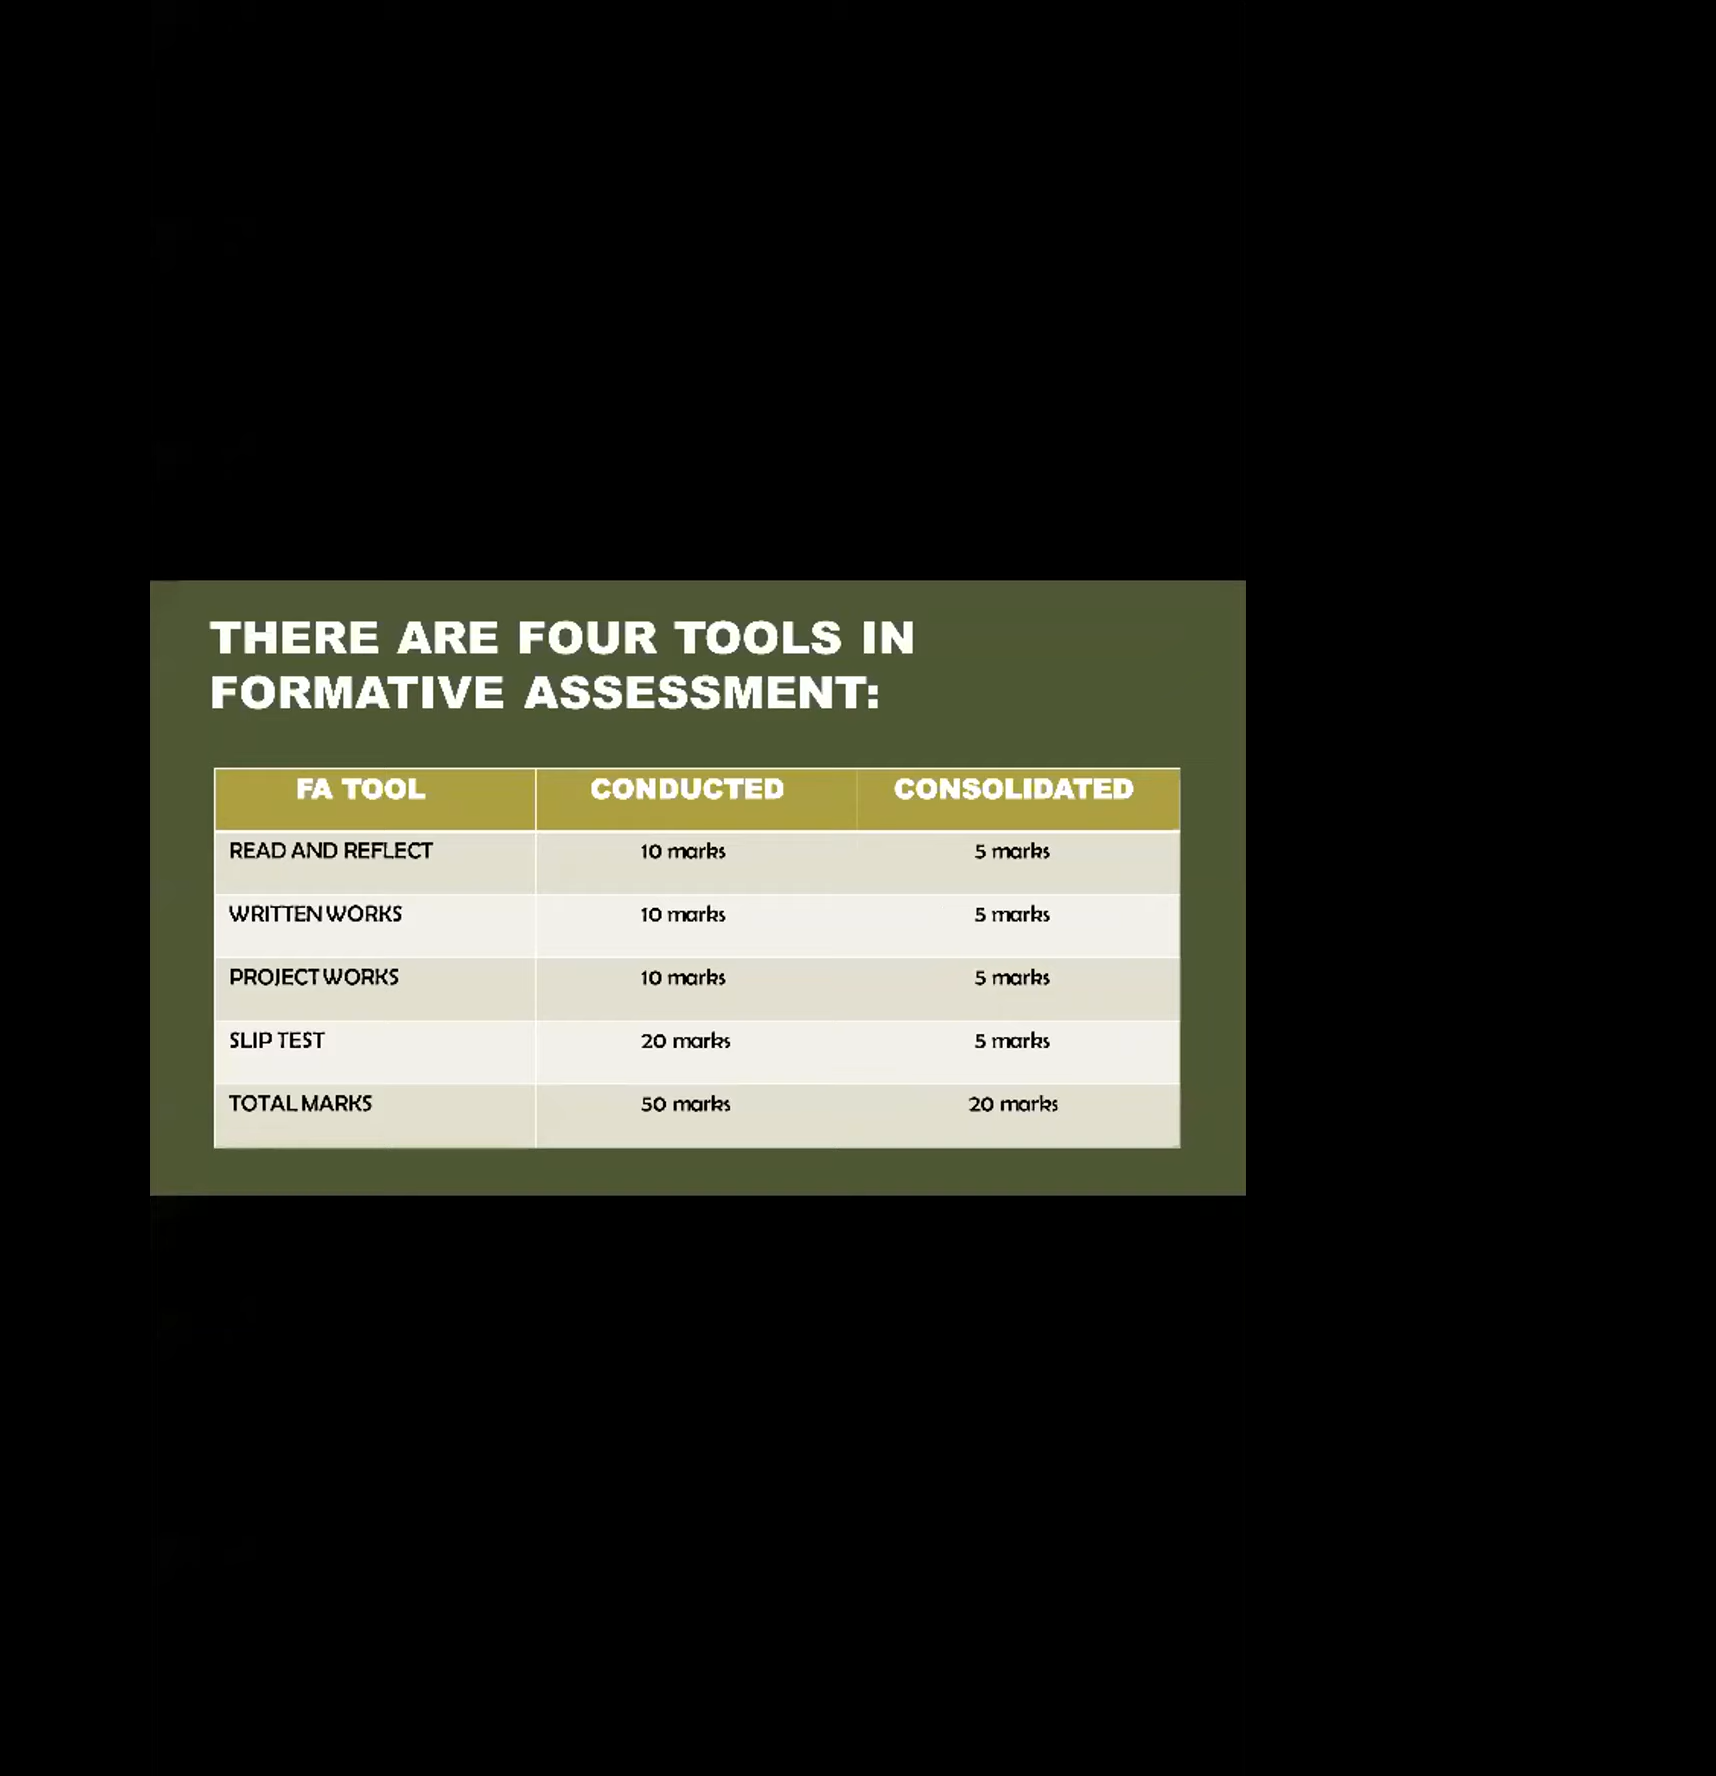 THERE ARE FOUR TOOLS IN
FORMATIVE ASSESSMENT:
FA TOOL CONDUCTED CONSOLIDATED
READ AND REFLECT 10 marks 5 marks
WRITTEN WORKS 10 marks 5 marks
PROJECT WORKS 10 marks 5 marks
SLIP TEST 20 marks 5 marks
TOTAL MARKS 50 marks 20 marks